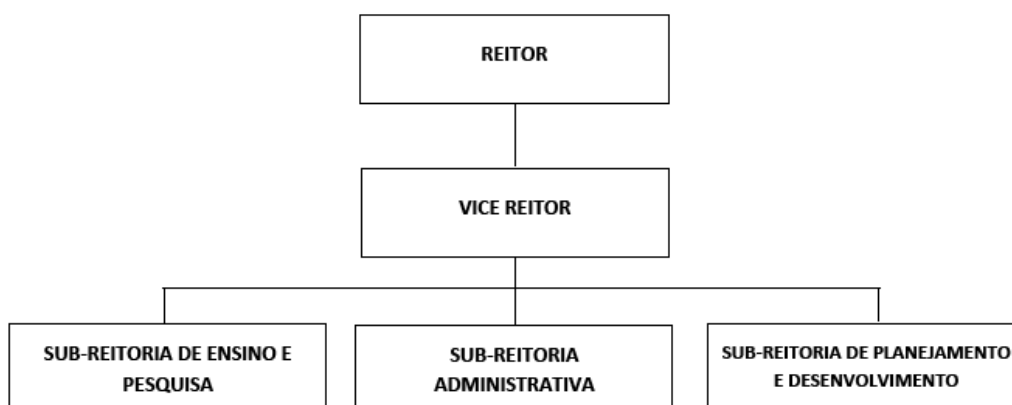 REITOR
VICE REITOR
SUB-REITORIA DE ENSINO E
PESQUISA
SUB-REITORIA
ADMINISTRATIVA
SUB-REITORIA DE PLANEJAMENTO
E DESENVOLVIMENTO